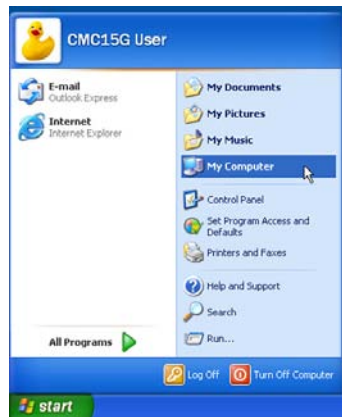 CMC15G User
E-mail
Outlook Express
Internet
Internet Explorer
All Programs
My Documents
My Pictures
My Music
My Computer
Control Panel
Set Program Access and
Defaults
Printers and Faxes
Help and Support
Search
Run...
Log Off
Turn Off Computer
start